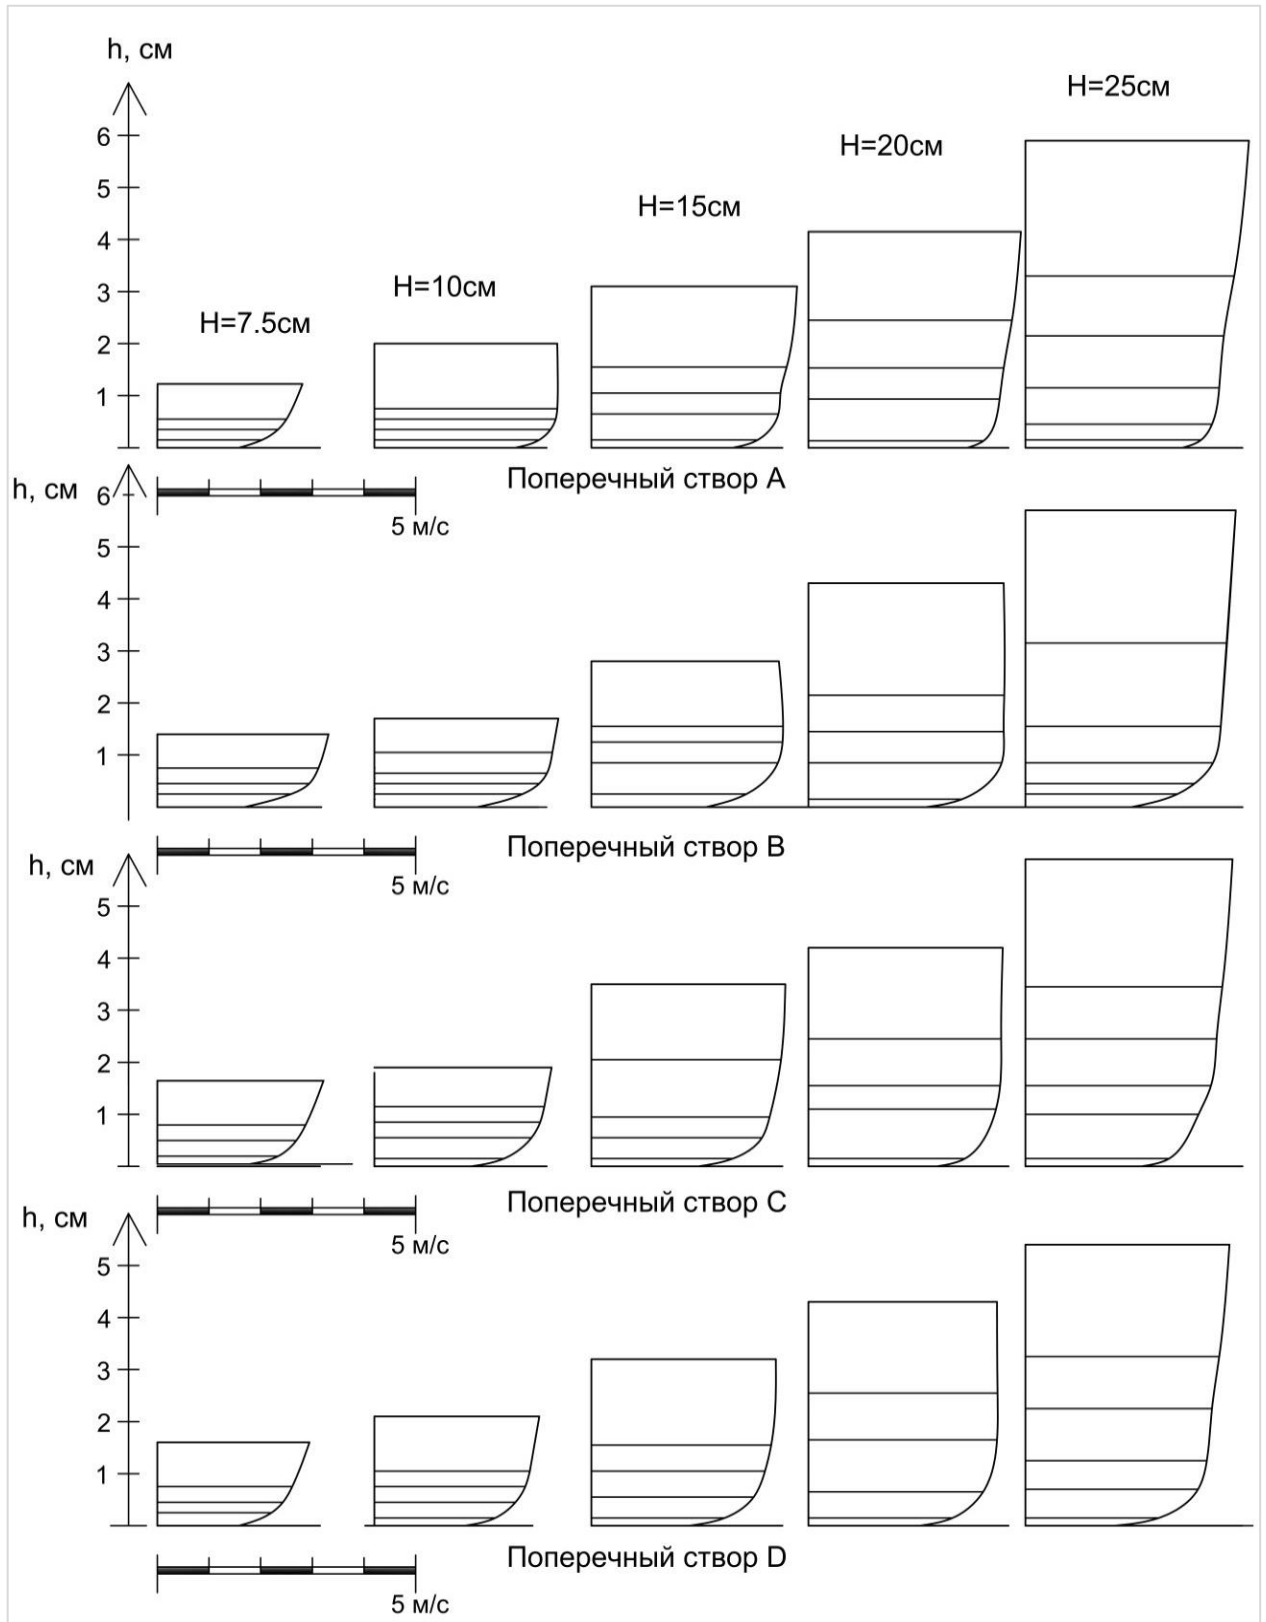 h, см
H=25см
H=20см
H=15см
H=10см
H=7.5см
6
5
4
3
2
1
Поперечный створ А
h, см
5 м/с
6
5
4
3
2
1
Поперечный створ В
h, см
5 м/с
5
4
3
2
1
Поперечный створ С
h, см
5 м/с
5
4
3
2
1
Поперечный створ D
5 м/с